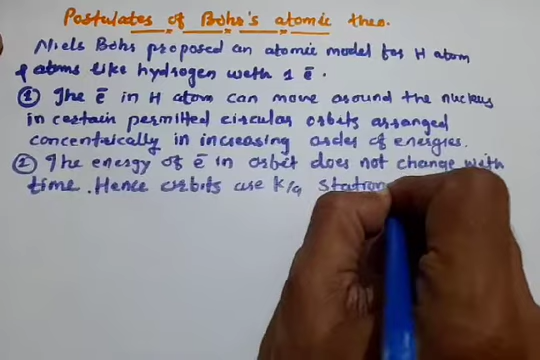 Postulates of Bohr's atomic theo.
Niels Bohr proposed an atomic model for H atom
& atoms like hydrogen with 1 ē.
① The ē in H atom can move around the nucleus
in certain permitted circular orbits arranged
concentrically in increasing order of energies.
② The energy of ē in orbit does not change with
time. Hence orbits are k/a station